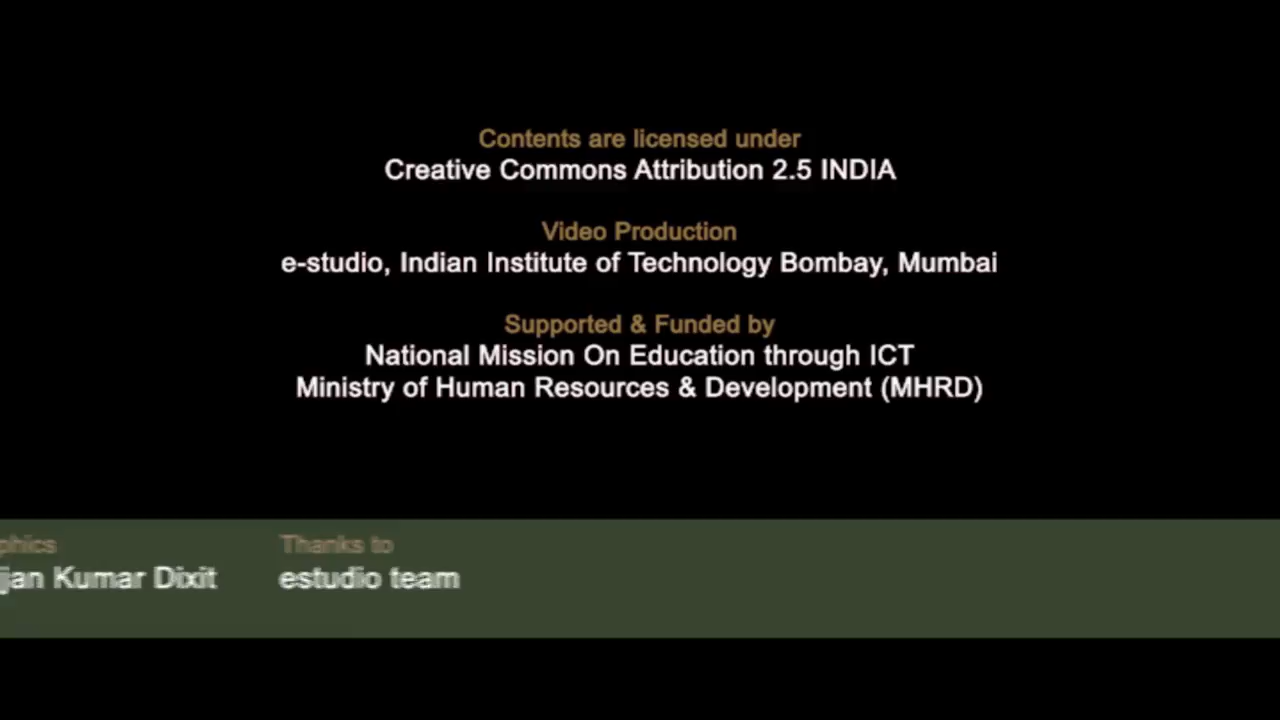 Contents are licensed under
Creative Commons Attribution 2.5 INDIA
Video Production
e-studio, Indian Institute of Technology Bombay, Mumbai
Supported & Funded by
National Mission On Education through ICT
Ministry of Human Resources & Development (MHRD)
Thanks to
Kumar Dixit
estudio team